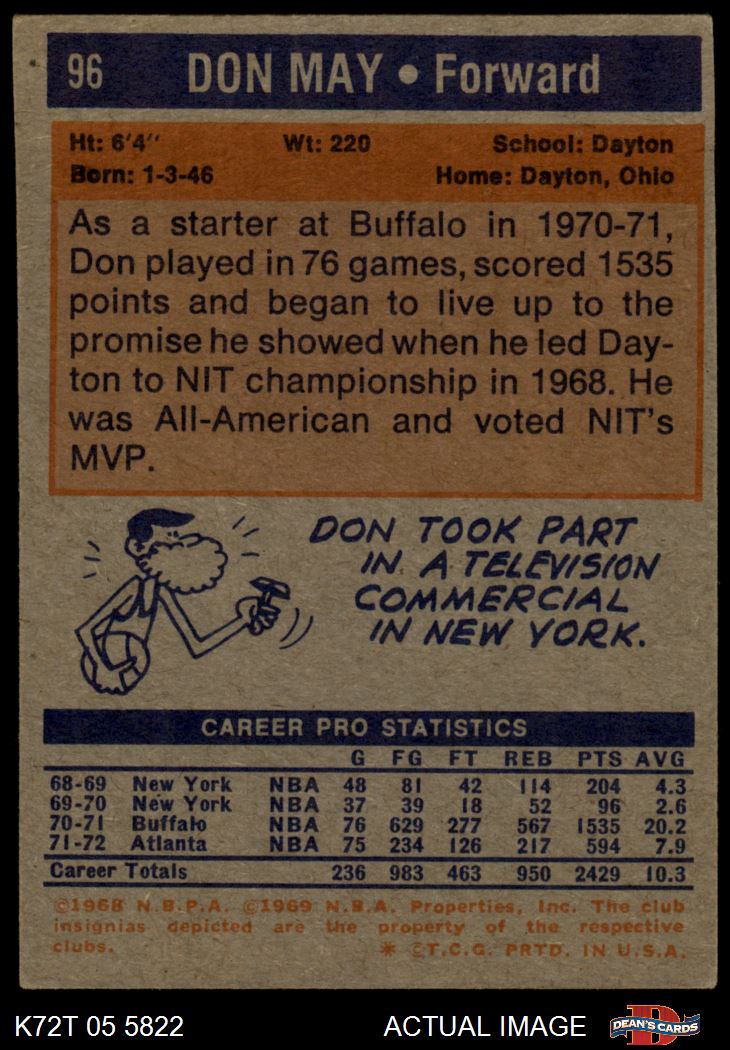 96 DON MAY • Forward
Ht: 6'4'' Wt: 220 School: Dayton
Born: 1-3-46 Home: Dayton, Ohio
As a starter at Buffalo in 1970-71,
Don played in 76 games, scored 1535
points and began to live up to the
promise he showed when he led Day-
ton to NIT championship in 1968. He
was All-American and voted NIT's
MVP.
DON TOOK PART
IN A TELEVISION
COMMERCIAL
IN NEW YORK.
CAREER PRO STATISTICS
G FG FT REB PTS AVG
68-69 New York NBA 48 81 42 114 204 4.3
69-70 New York NBA 37 39 18 52 96 2.6
70-71 Buffalo NBA 76 629 277 567 1535 20.2
71-72 Atlanta NBA 75 234 126 217 594 7.9
Career Totals 236 983 463 950 2429 10.3
©1968 N.B.P.A. ©1969 N.B.A. Properties, Inc. The club
insignias depicted are the property of the respective
clubs. * ©T.C.G. PRTD. IN U.S.A.
K72T 05 5822 ACTUAL IMAGE D DEAN'S CARDS